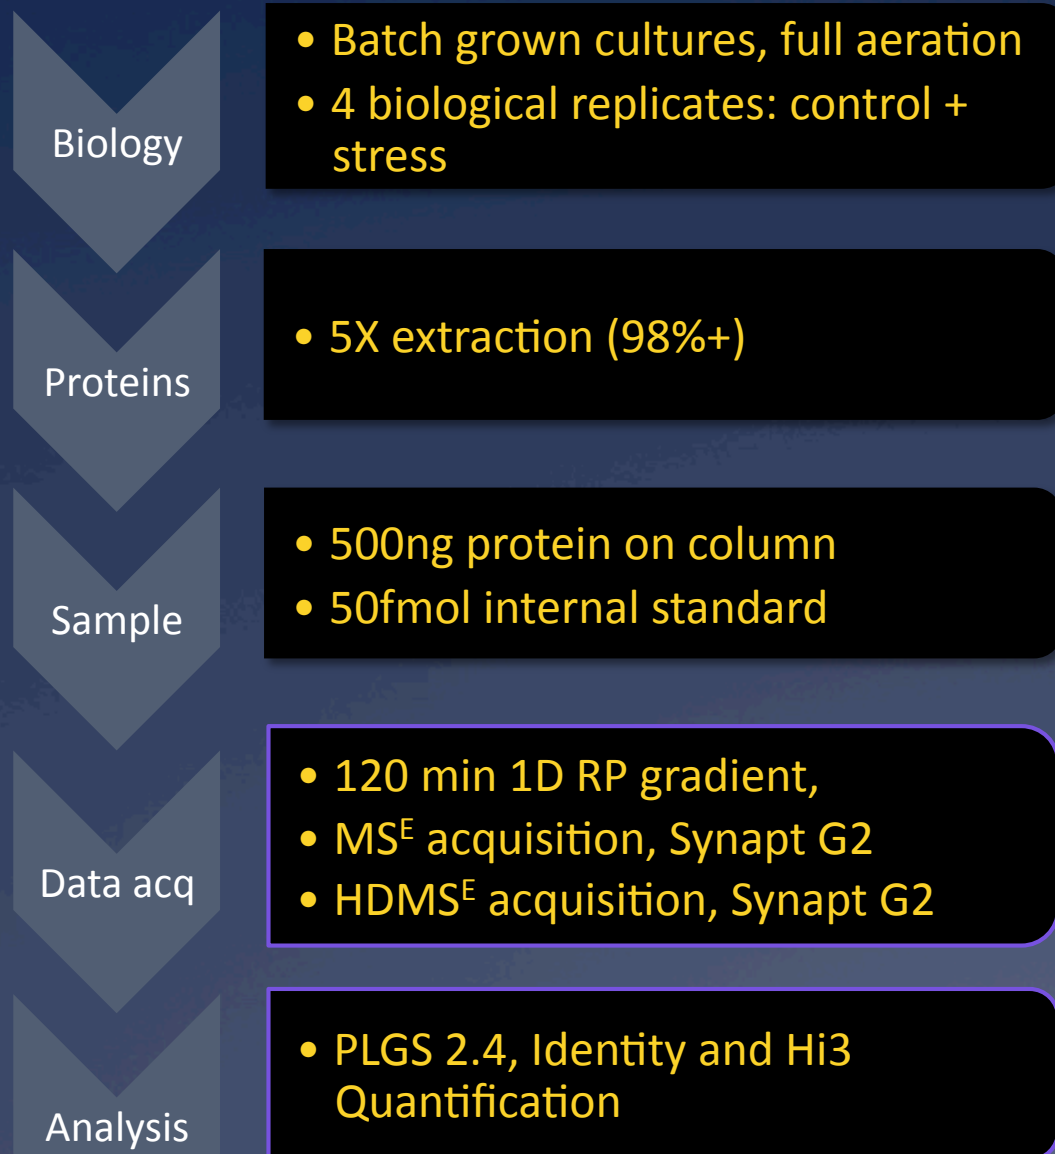 Biology
• Batch grown cultures, full aeration
• 4 biological replicates: control +
stress
Proteins
• 5X extraction (98%+)
Sample
• 500ng protein on column
• 50fmol internal standard
Data acq
• 120 min 1D RP gradient,
• MSᴱ acquisition, Synapt G2
• HDMSᴱ acquisition, Synapt G2
Analysis
• PLGS 2.4, Identity and Hi3
Quantification